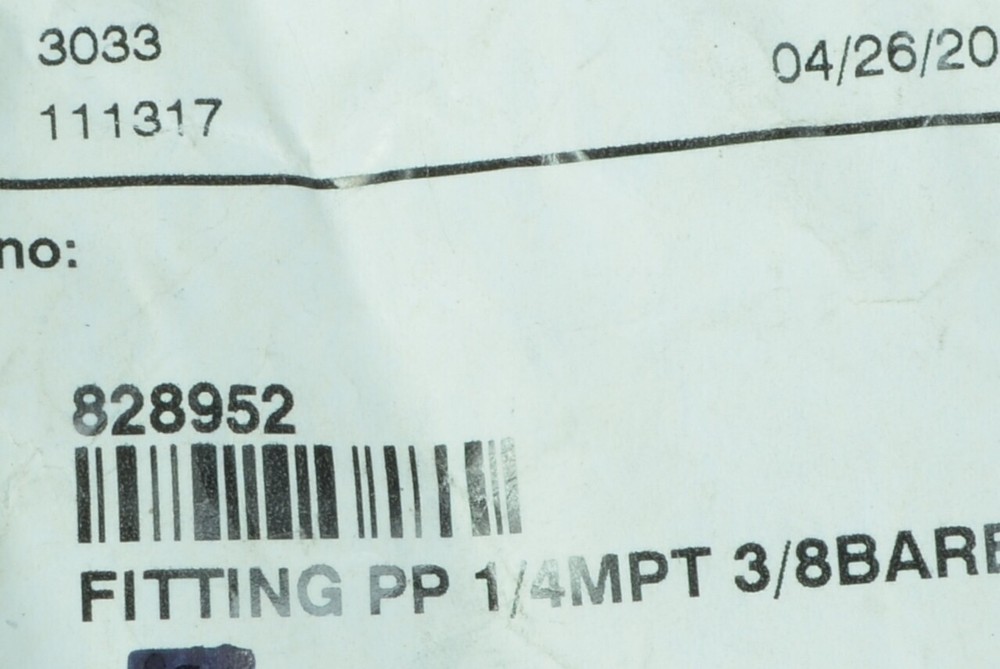 3033
04/26/20
111317
no:
828952
FITTING PP 1/4MPT 3/8BARB